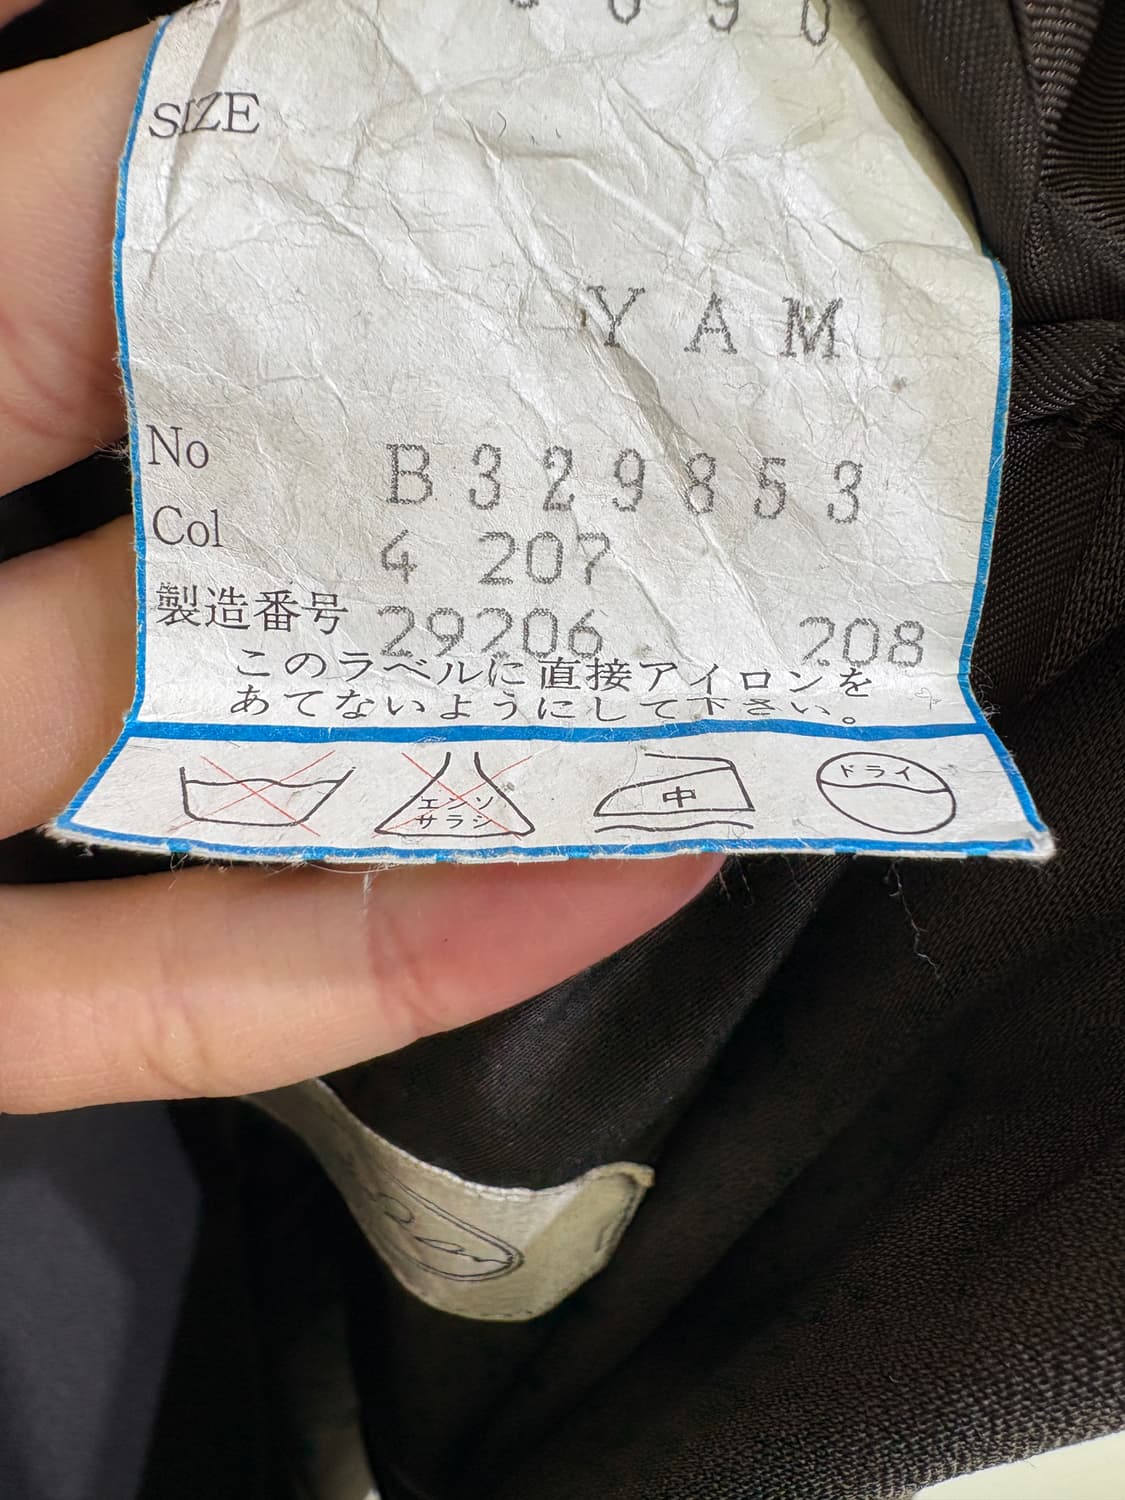 SIZE
YAM
No B329853
Col 4 207
製造番号 29206 208
このラベルに直接アイロンを
あてないようにして下さい。
エンソ
サラシ
中
ドライ